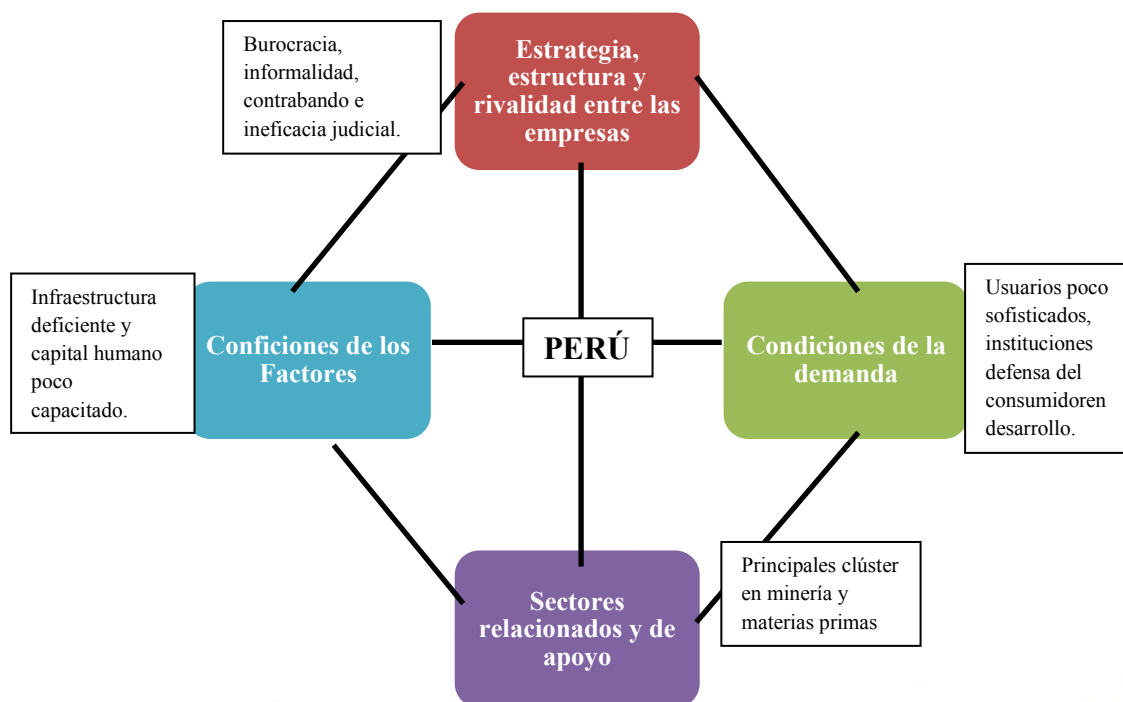 Burocracia,
informalidad,
contrabando e
ineficacia judicial.
Estrategia,
estructura y
rivalidad entre las
empresas
Infraestructura
deficiente y
capital humano
poco
capacitado.
Conficiones de los
Factores
PERÚ
Condiciones de la
demanda
Usuarios poco
sofisticados,
instituciones
defensa del
consumidoren
desarrollo.
Sectores
relacionados y de
apoyo
Principales clúster
en minería y
materias primas